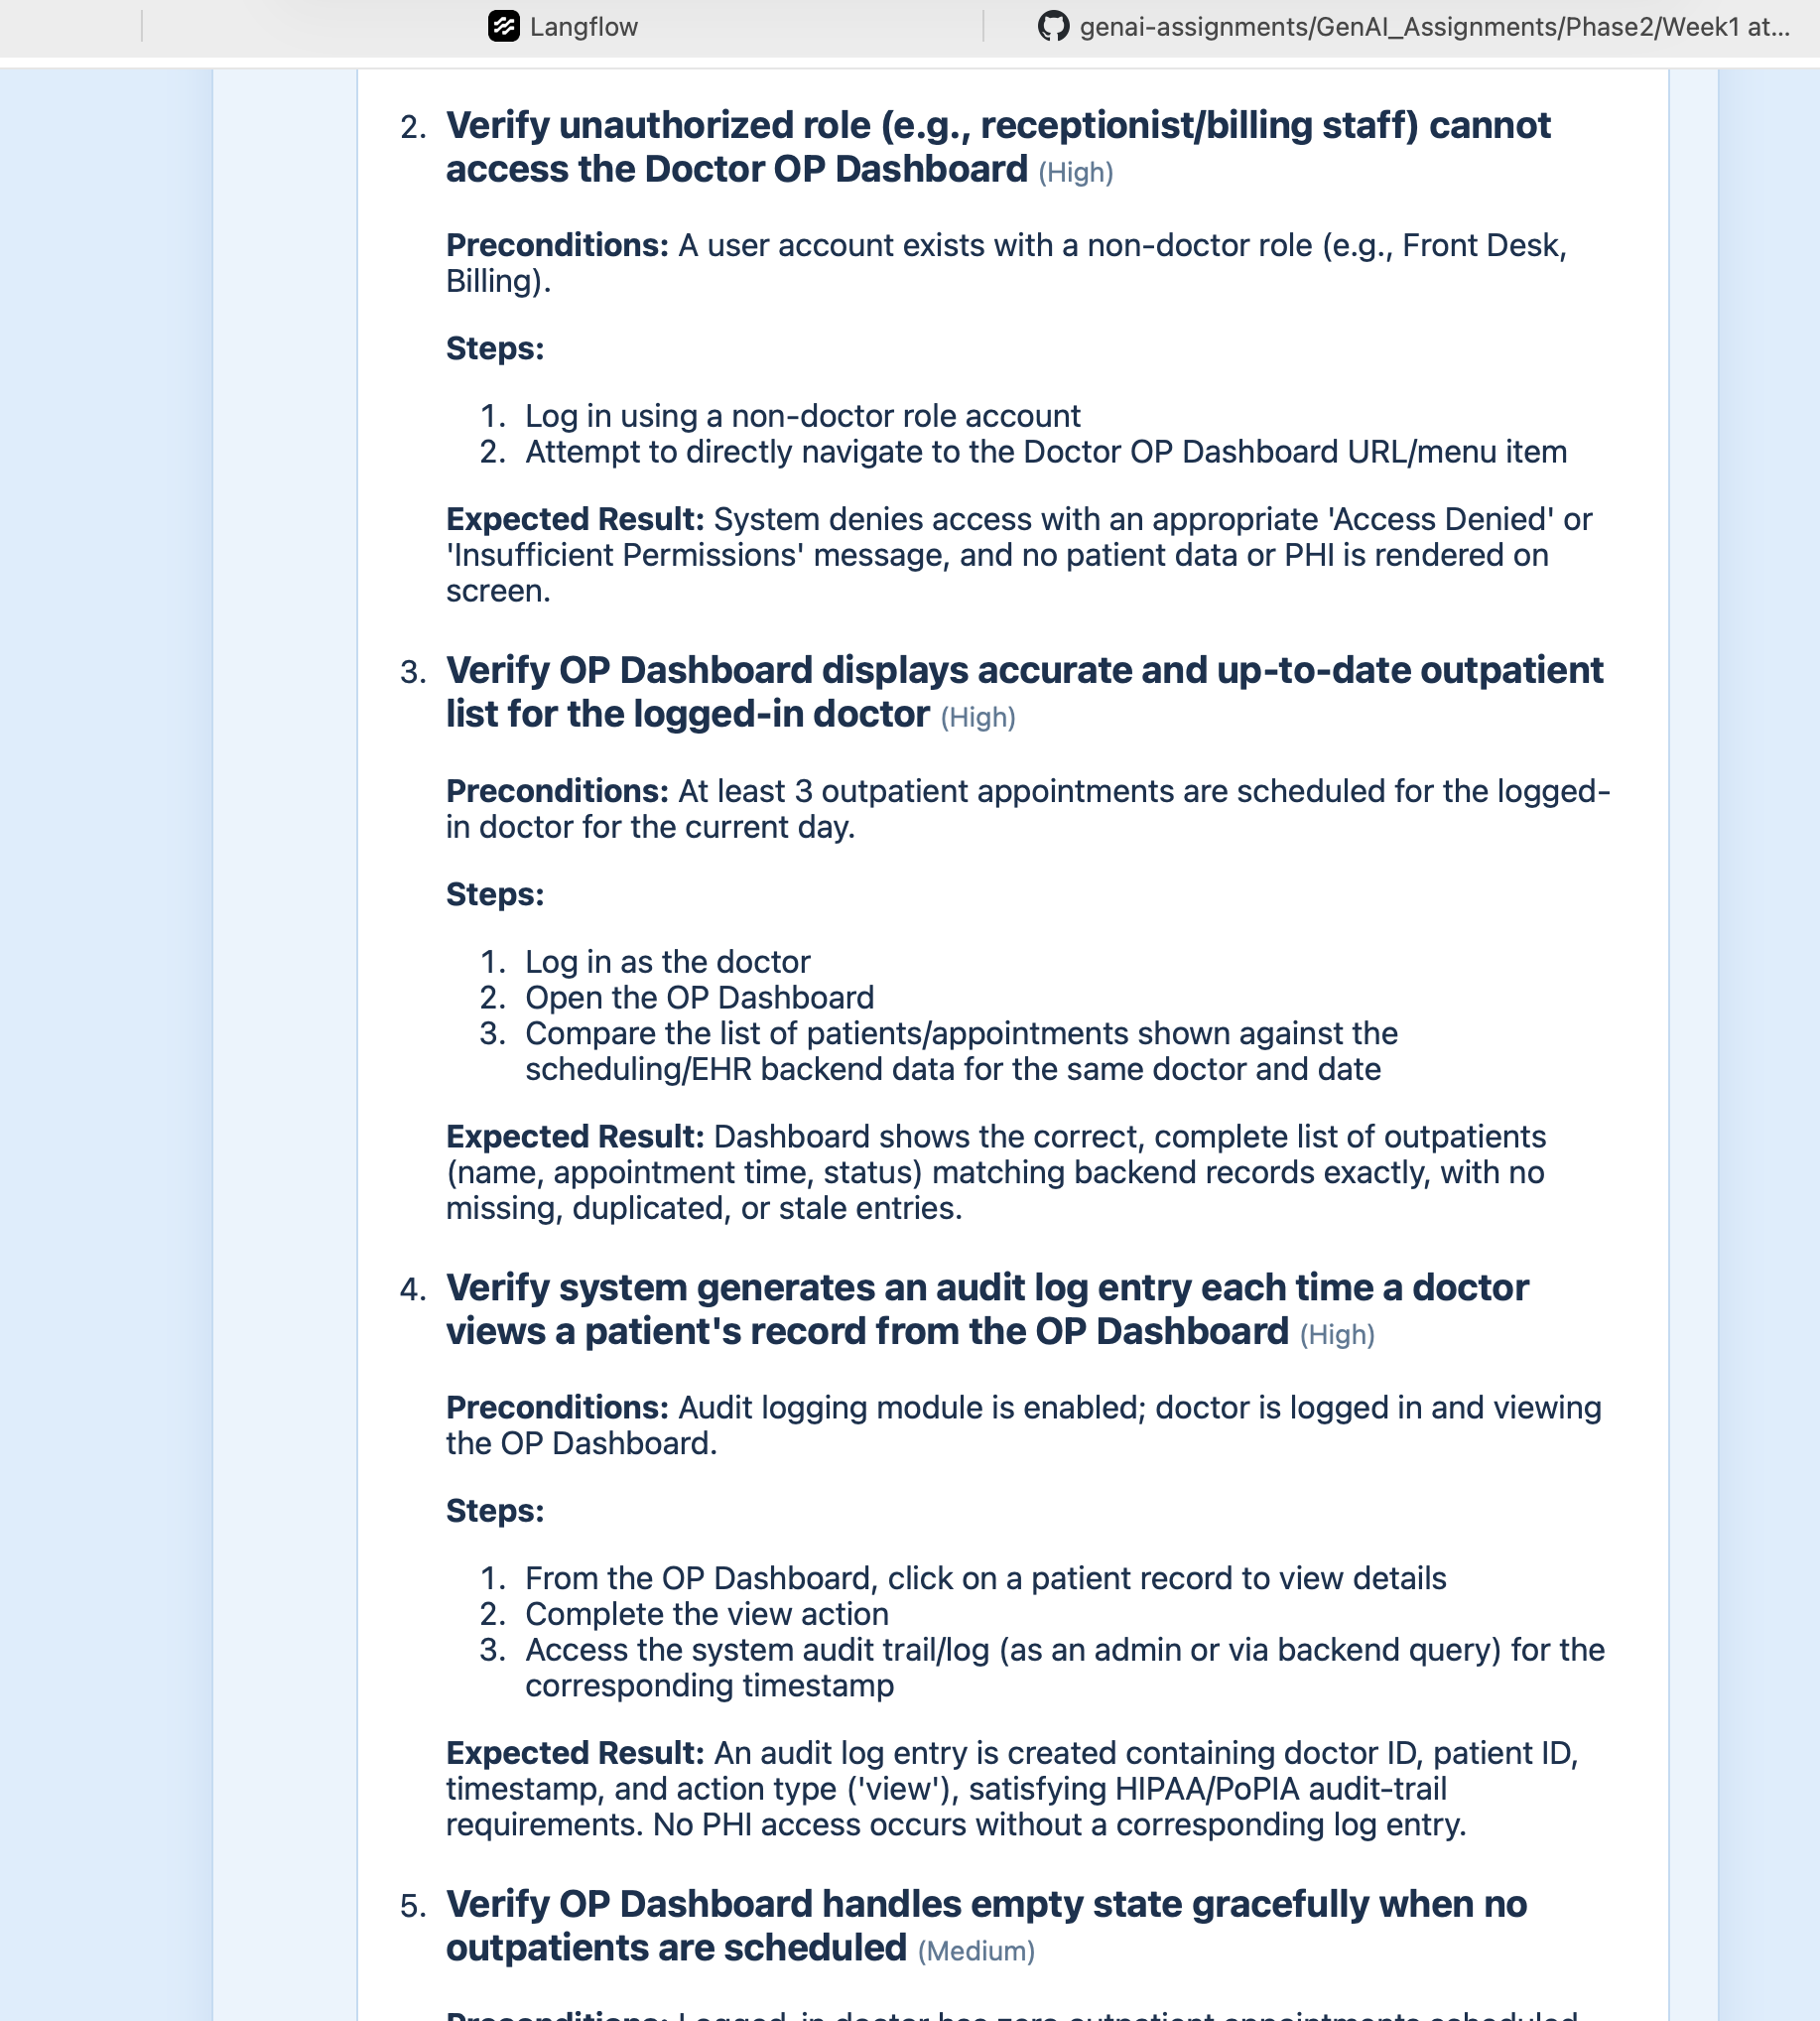 Langflow
genai-assignments/GenAI_Assignments/Phase2/Week1 at...
2. Verify unauthorized role (e.g., receptionist/billing staff) cannot
access the Doctor OP Dashboard (High)
Preconditions: A user account exists with a non-doctor role (e.g., Front Desk,
Billing).
Steps:
1. Log in using a non-doctor role account
2. Attempt to directly navigate to the Doctor OP Dashboard URL/menu item
Expected Result: System denies access with an appropriate 'Access Denied' or
'Insufficient Permissions' message, and no patient data or PHI is rendered on
screen.
3. Verify OP Dashboard displays accurate and up-to-date outpatient
list for the logged-in doctor (High)
Preconditions: At least 3 outpatient appointments are scheduled for the logged-
in doctor for the current day.
Steps:
1. Log in as the doctor
2. Open the OP Dashboard
3. Compare the list of patients/appointments shown against the
scheduling/EHR backend data for the same doctor and date
Expected Result: Dashboard shows the correct, complete list of outpatients
(name, appointment time, status) matching backend records exactly, with no
missing, duplicated, or stale entries.
4. Verify system generates an audit log entry each time a doctor
views a patient's record from the OP Dashboard (High)
Preconditions: Audit logging module is enabled; doctor is logged in and viewing
the OP Dashboard.
Steps:
1. From the OP Dashboard, click on a patient record to view details
2. Complete the view action
3. Access the system audit trail/log (as an admin or via backend query) for the
corresponding timestamp
Expected Result: An audit log entry is created containing doctor ID, patient ID,
timestamp, and action type ('view'), satisfying HIPAA/PoPIA audit-trail
requirements. No PHI access occurs without a corresponding log entry.
5. Verify OP Dashboard handles empty state gracefully when no
outpatients are scheduled (Medium)
Preconditions: Logged-in doctor has zero outpatient appointments scheduled